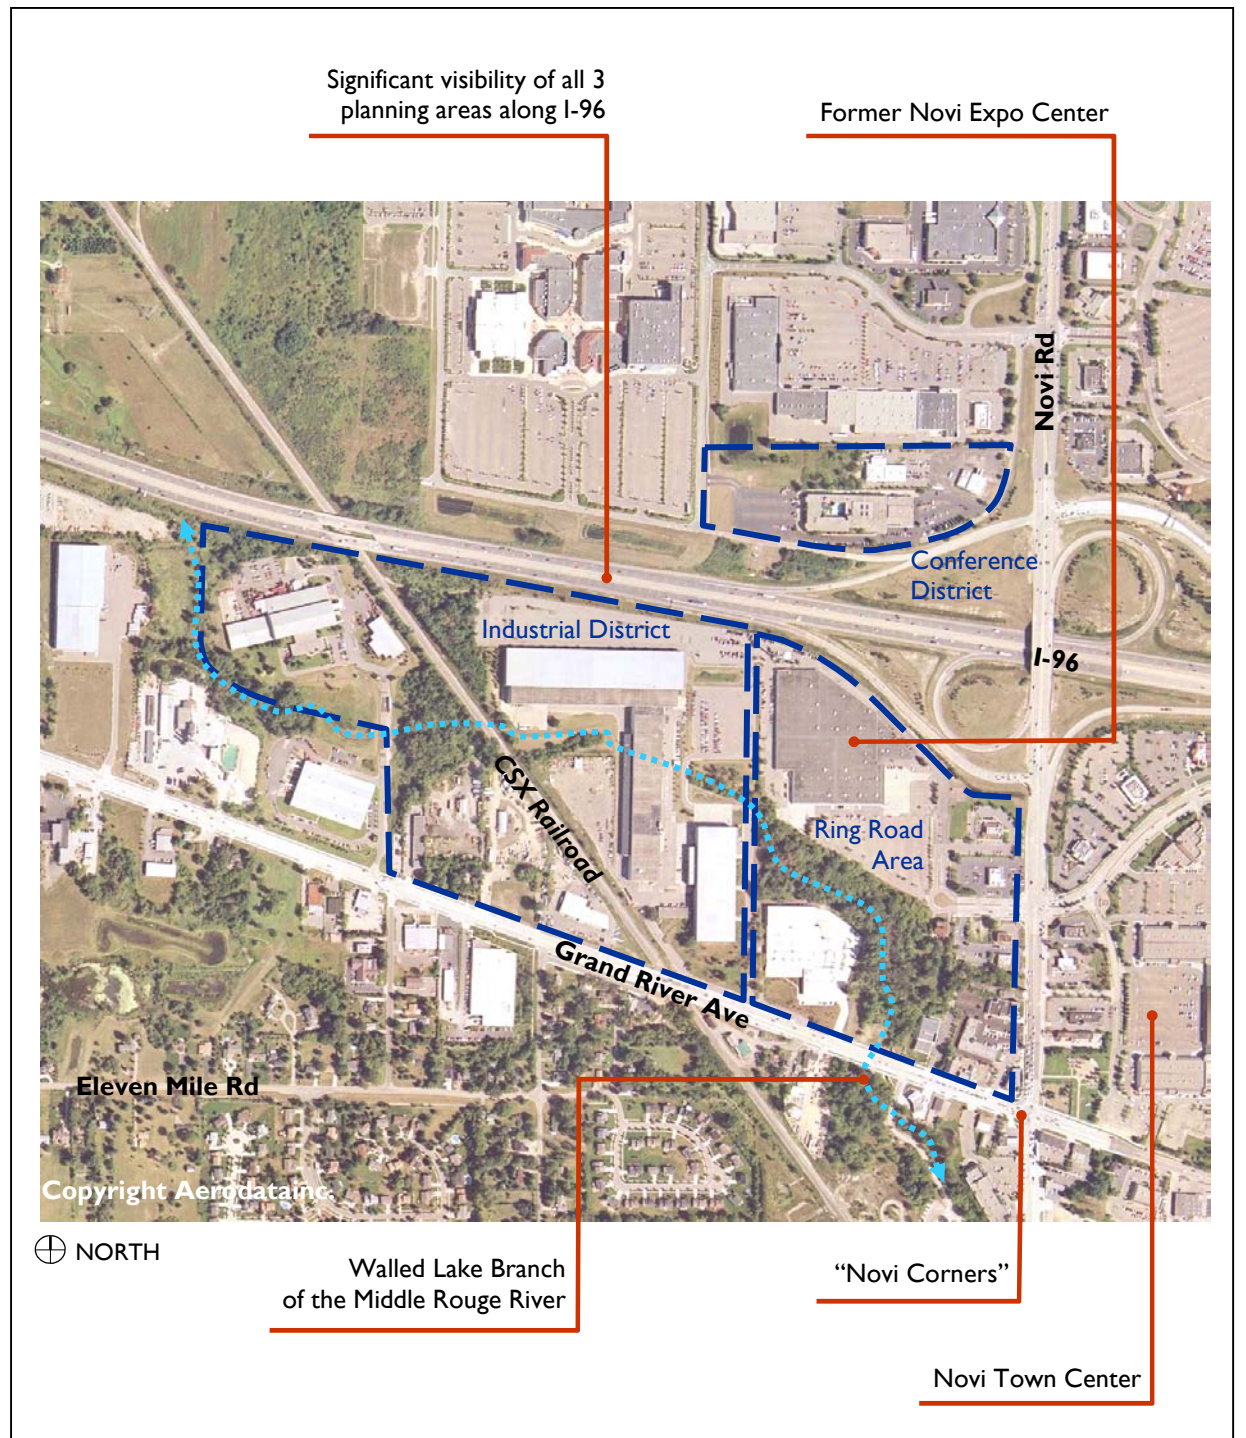 Significant visibility of all 3
planning areas along I-96
Former Novi Expo Center
Novi Rd
Conference
District
Industrial District
I-96
CSX Railroad
Ring Road
Area
Grand River Ave
Eleven Mile Rd
Copyright Aerodatainc.
NORTH
Walled Lake Branch
of the Middle Rouge River
“Novi Corners”
Novi Town Center